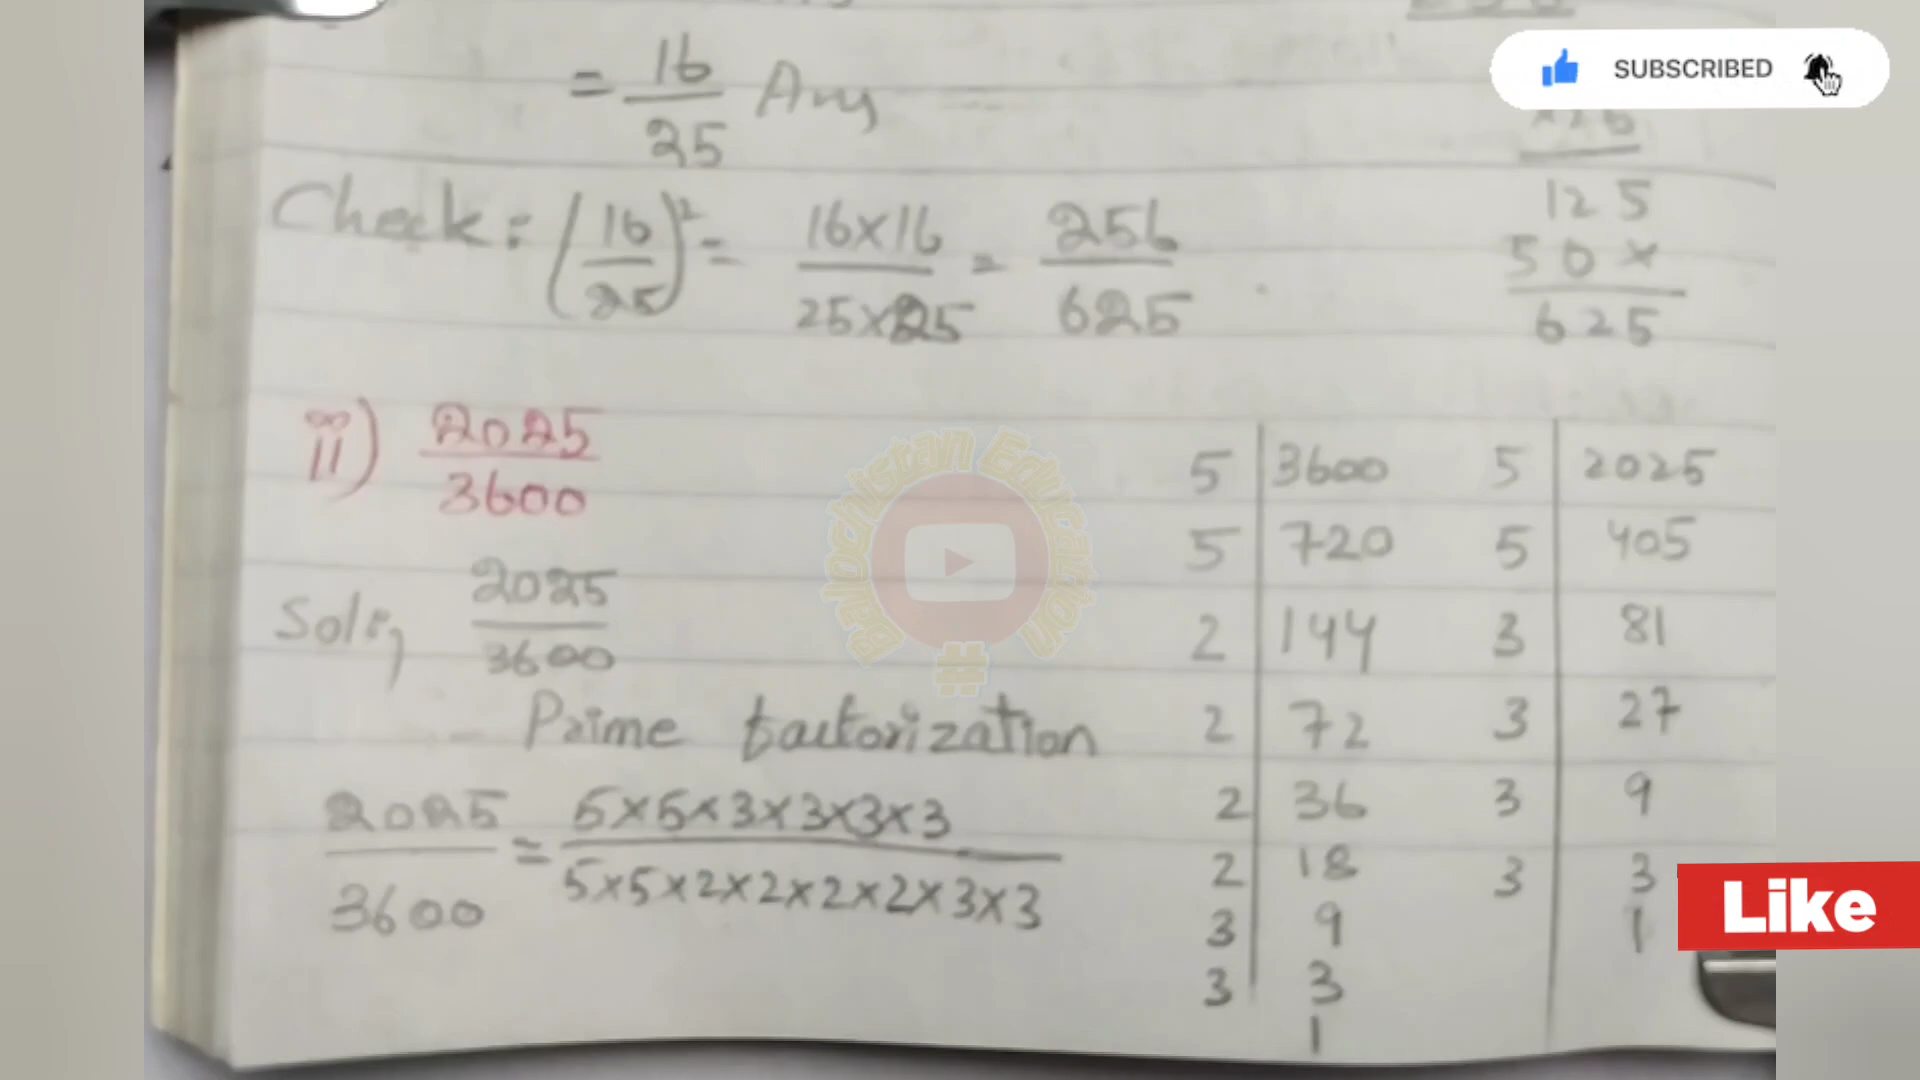 = 16/25 Ans
SUBSCRIBED
Check: (16/25)² = 16×16/25×25 = 256/625
125
50×
625
ii) 2025/3600
Sol:, 2025/3600
Prime factorization
2025/3600 = 5×5×3×3×3×3/5×5×2×2×2×2×3×3
5 | 3600
5 | 720
2 | 144
2 | 72
2 | 36
2 | 18
3 | 9
3 | 3
1
5 | 2025
5 | 405
3 | 81
3 | 27
3 | 9
3 | 3
1
Balochistan Education
#
Like